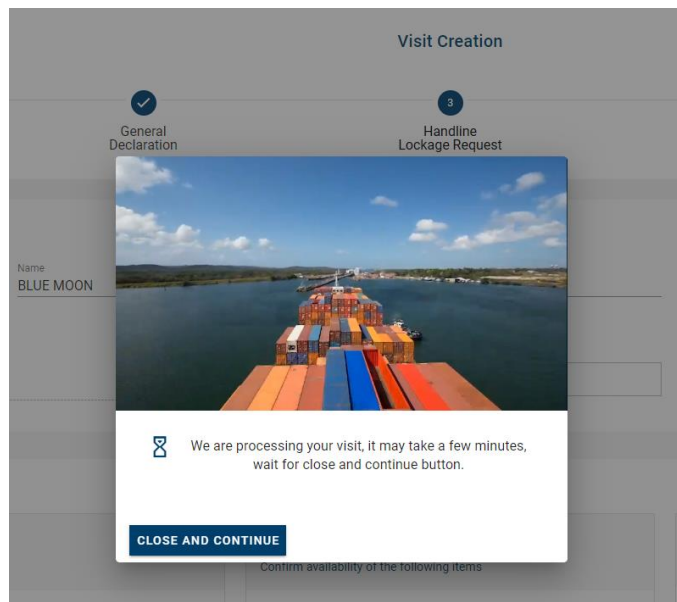 Visit Creation
3
General
Declaration
Handline
Lockage Request
Name
BLUE MOON
We are processing your visit, it may take a few minutes,
wait for close and continue button.
CLOSE AND CONTINUE
Confirm availability of the following items